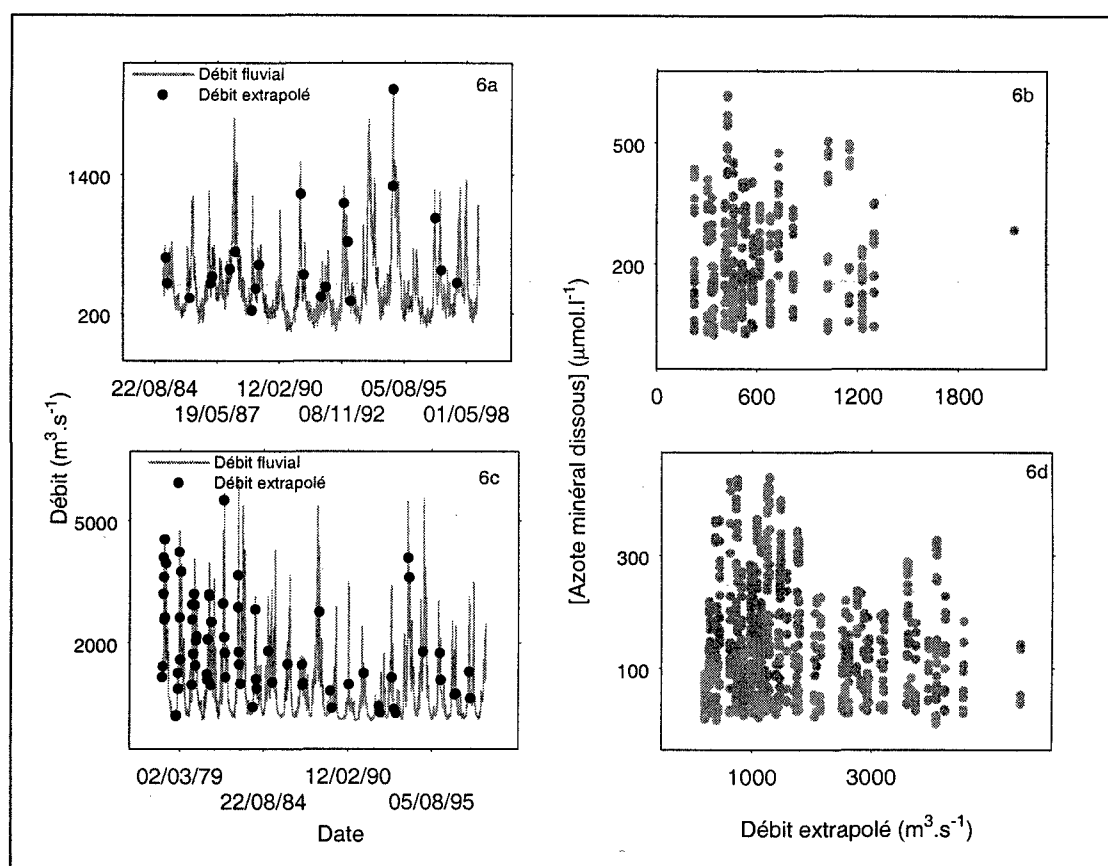 Débit fluvial
Débit extrapolé
6a
1400
200
22/08/84
12/02/90
05/08/95
19/05/87
08/11/92
01/05/98
6b
500
200
0
600
1200
1800
Débit (m³.s⁻¹)
[Azote minéral dissous] (µmol.l⁻¹)
Débit fluvial
Débit extrapolé
6c
5000
2000
02/03/79
12/02/90
22/08/84
05/08/95
Date
6d
300
100
1000
3000
Débit extrapolé (m³.s⁻¹)